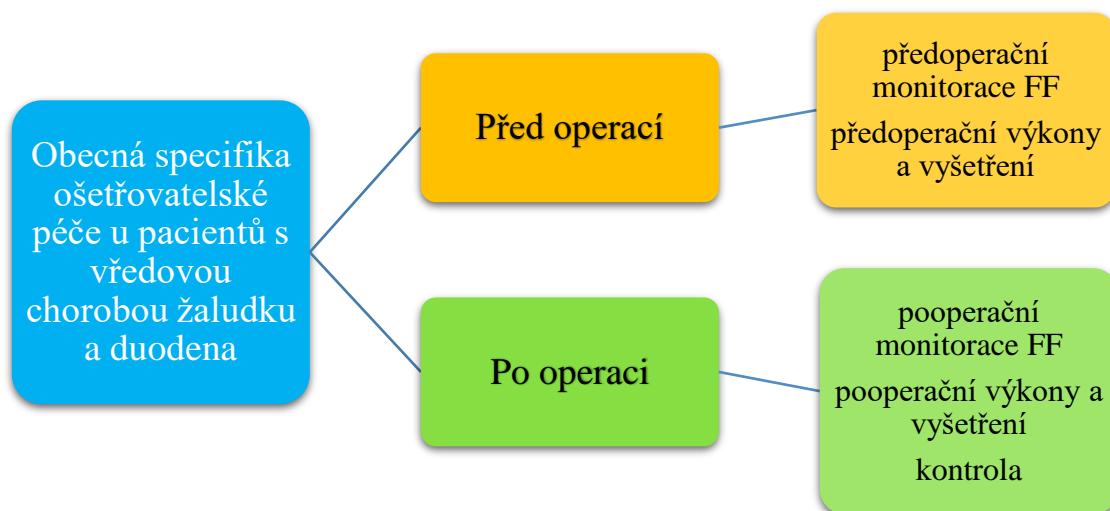 Obecná specifika
ošetřovatelské
péče u pacientů s
vředovou
chorobou žaludku
a duodena
Před operací
předoperační
monitorace FF
předoperační výkony
a vyšetření
Po operaci
pooperační
monitorace FF
pooperační výkony a
vyšetření
kontrola